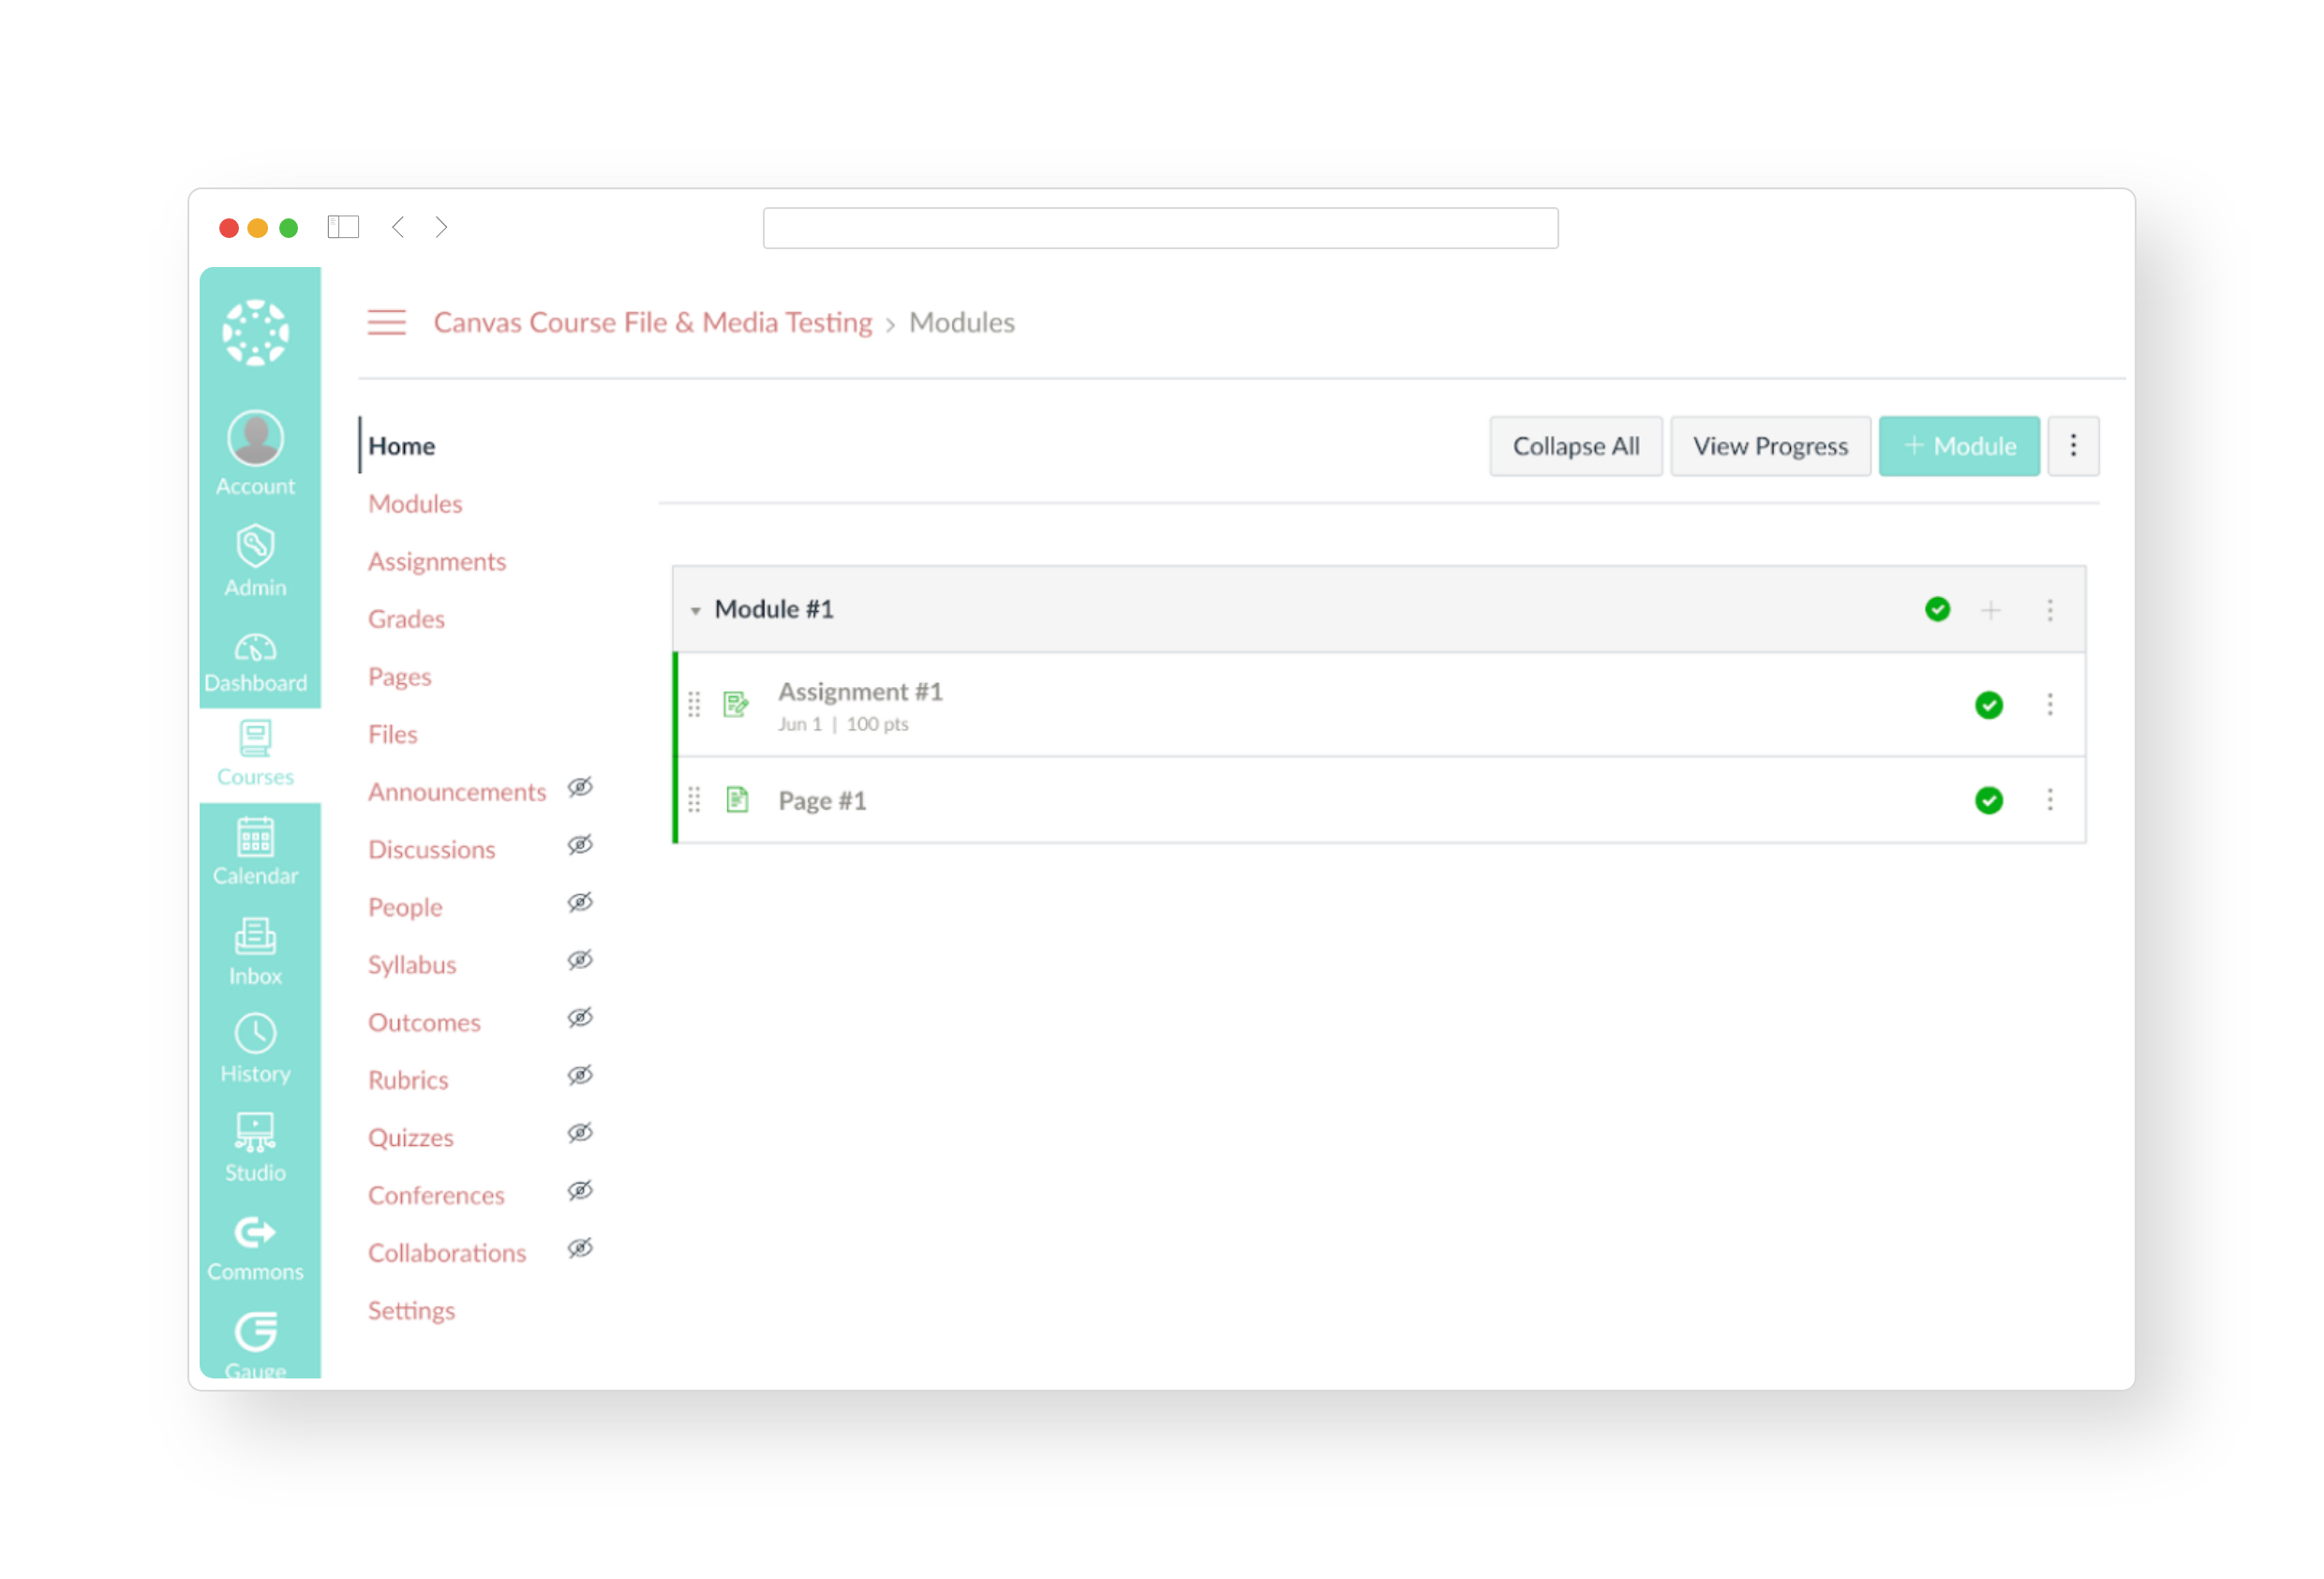 Canvas Course File & Media Testing > Modules
Account
Admin
Dashboard
Courses
Calendar
Inbox
History
Studio
Commons
Gauge
Home
Modules
Assignments
Grades
Pages
Files
Announcements
Discussions
People
Syllabus
Outcomes
Rubrics
Quizzes
Conferences
Collaborations
Settings
Collapse All
View Progress
+ Module
Module #1
Assignment #1
Jun 1 | 100 pts
Page #1